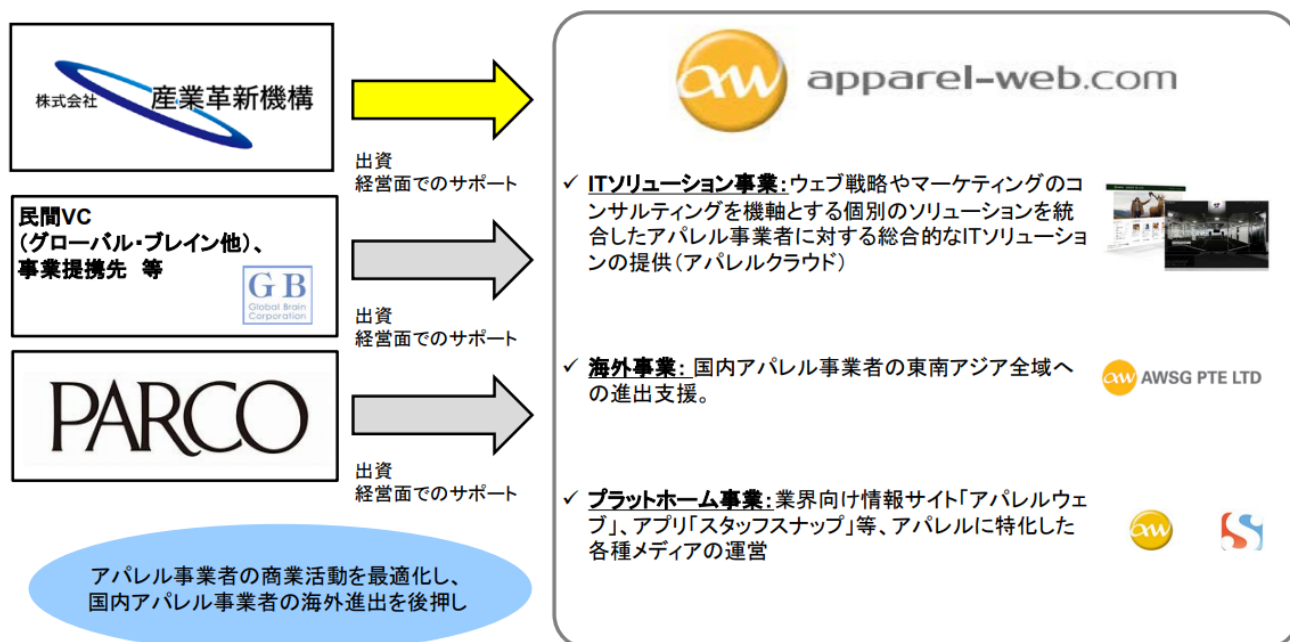 株式会社 産業革新機構
出資
経営面でのサポート
民間VC
（グローバル・ブレイン他）、
事業提携先　等
GB
Global Brain
Corporation
出資
経営面でのサポート
PARCO
出資
経営面でのサポート
アパレル事業者の商業活動を最適化し、
国内アパレル事業者の海外進出を後押し
aw apparel-web.com
✓ ITソリューション事業：ウェブ戦略やマーケティングのコ
ンサルティングを機軸とする個別のソリューションを統
合したアパレル事業者に対する総合的なITソリューショ
ンの提供（アパレルクラウド）
✓ 海外事業： 国内アパレル事業者の東南アジア全域へ
の進出支援。
aw AWSG PTE LTD
✓ プラットホーム事業：業界向け情報サイト「アパレルウェ
ブ」、アプリ「スタッフスナップ」等、アパレルに特化した
各種メディアの運営
aw
S